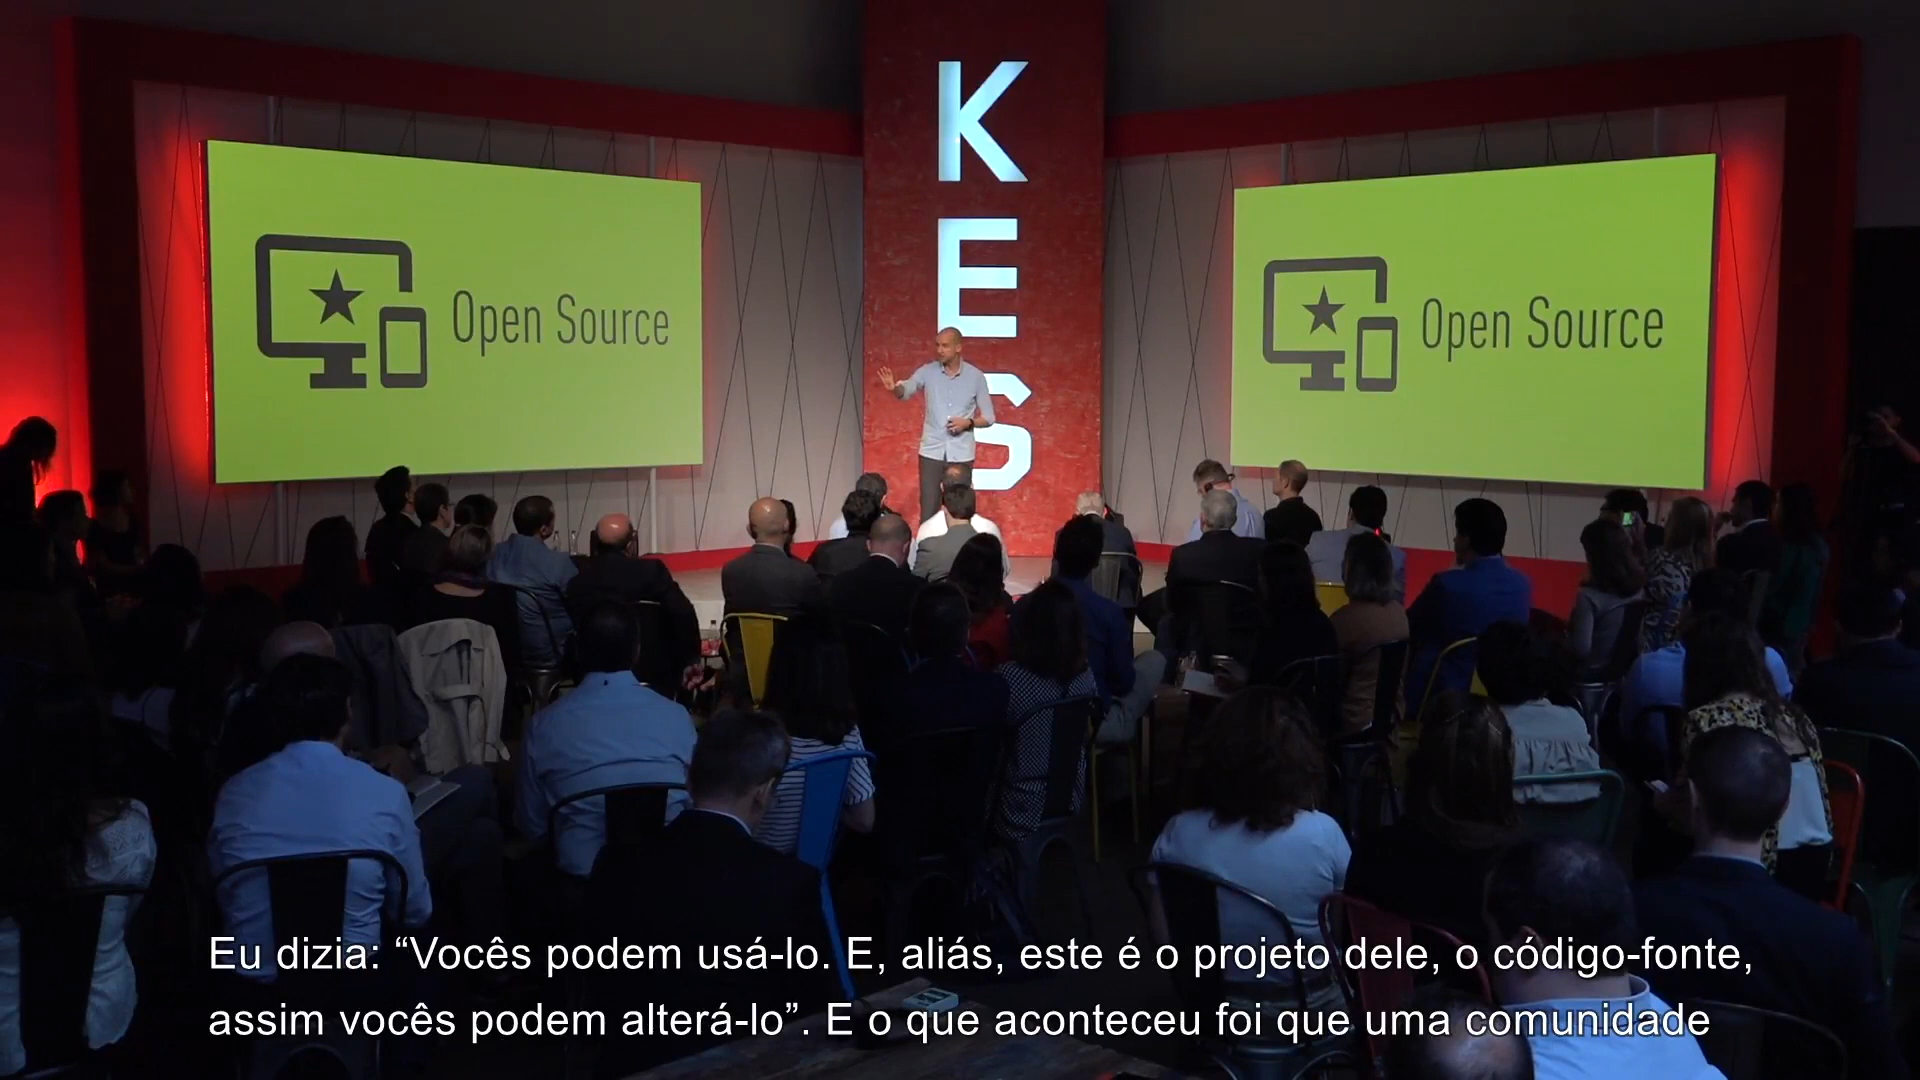 K
E
S
Open Source
Open Source
Eu dizia: “Vocês podem usá-lo. E, aliás, este é o projeto dele, o código-fonte,
assim vocês podem alterá-lo”. E o que aconteceu foi que uma comunidade